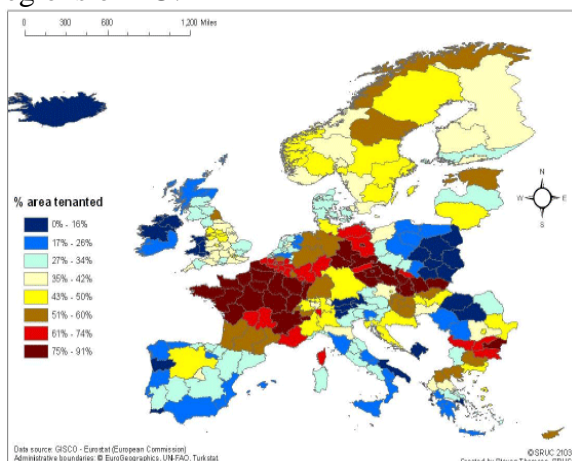 0 300 600 1,200 Miles
N
W E
S
% area tenanted
0% - 16%
17% - 26%
27% - 34%
35% - 42%
43% - 50%
51% - 60%
61% - 74%
75% - 91%
Data source: GISCO - Eurostat (European Commission)
Administrative boundaries: © EuroGeographics, UN-FAO, Turkstat
©SRUC 2103